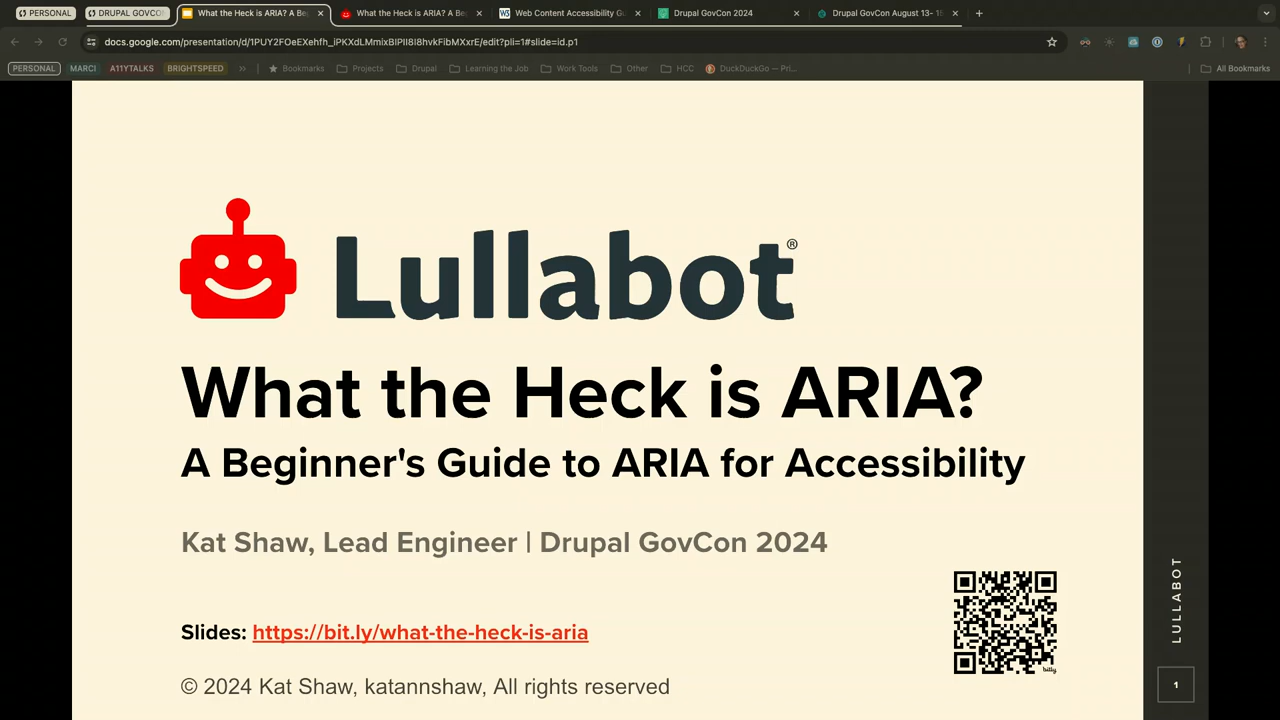 PERSONAL
DRUPAL GOVCO
What the Heck is ARIA? A Be
What the Heck is ARIA? A Be
Web Content Accessibility Gu
Drupal GovCon 2024
Drupal GovCon August 13- 15
docs.google.com/presentation/d/1PUY2FOeEXehfh_iPKXdLMmixBlPII8I8hvkFibMXxrE/edit?pli=1#slide=id.p1
PERSONAL
MARCI
A11YTALKS
BRIGHTSPEED
Bookmarks
Projects
Drupal
Learning the Job
Work Tools
Other
HCC
DuckDuckGo — Pri...
All Bookmarks
Lullabot®
What the Heck is ARIA?
A Beginner's Guide to ARIA for Accessibility
Kat Shaw, Lead Engineer | Drupal GovCon 2024
Slides: https://bit.ly/what-the-heck-is-aria
bitly
© 2024 Kat Shaw, katannshaw, All rights reserved
LULLABOT
1